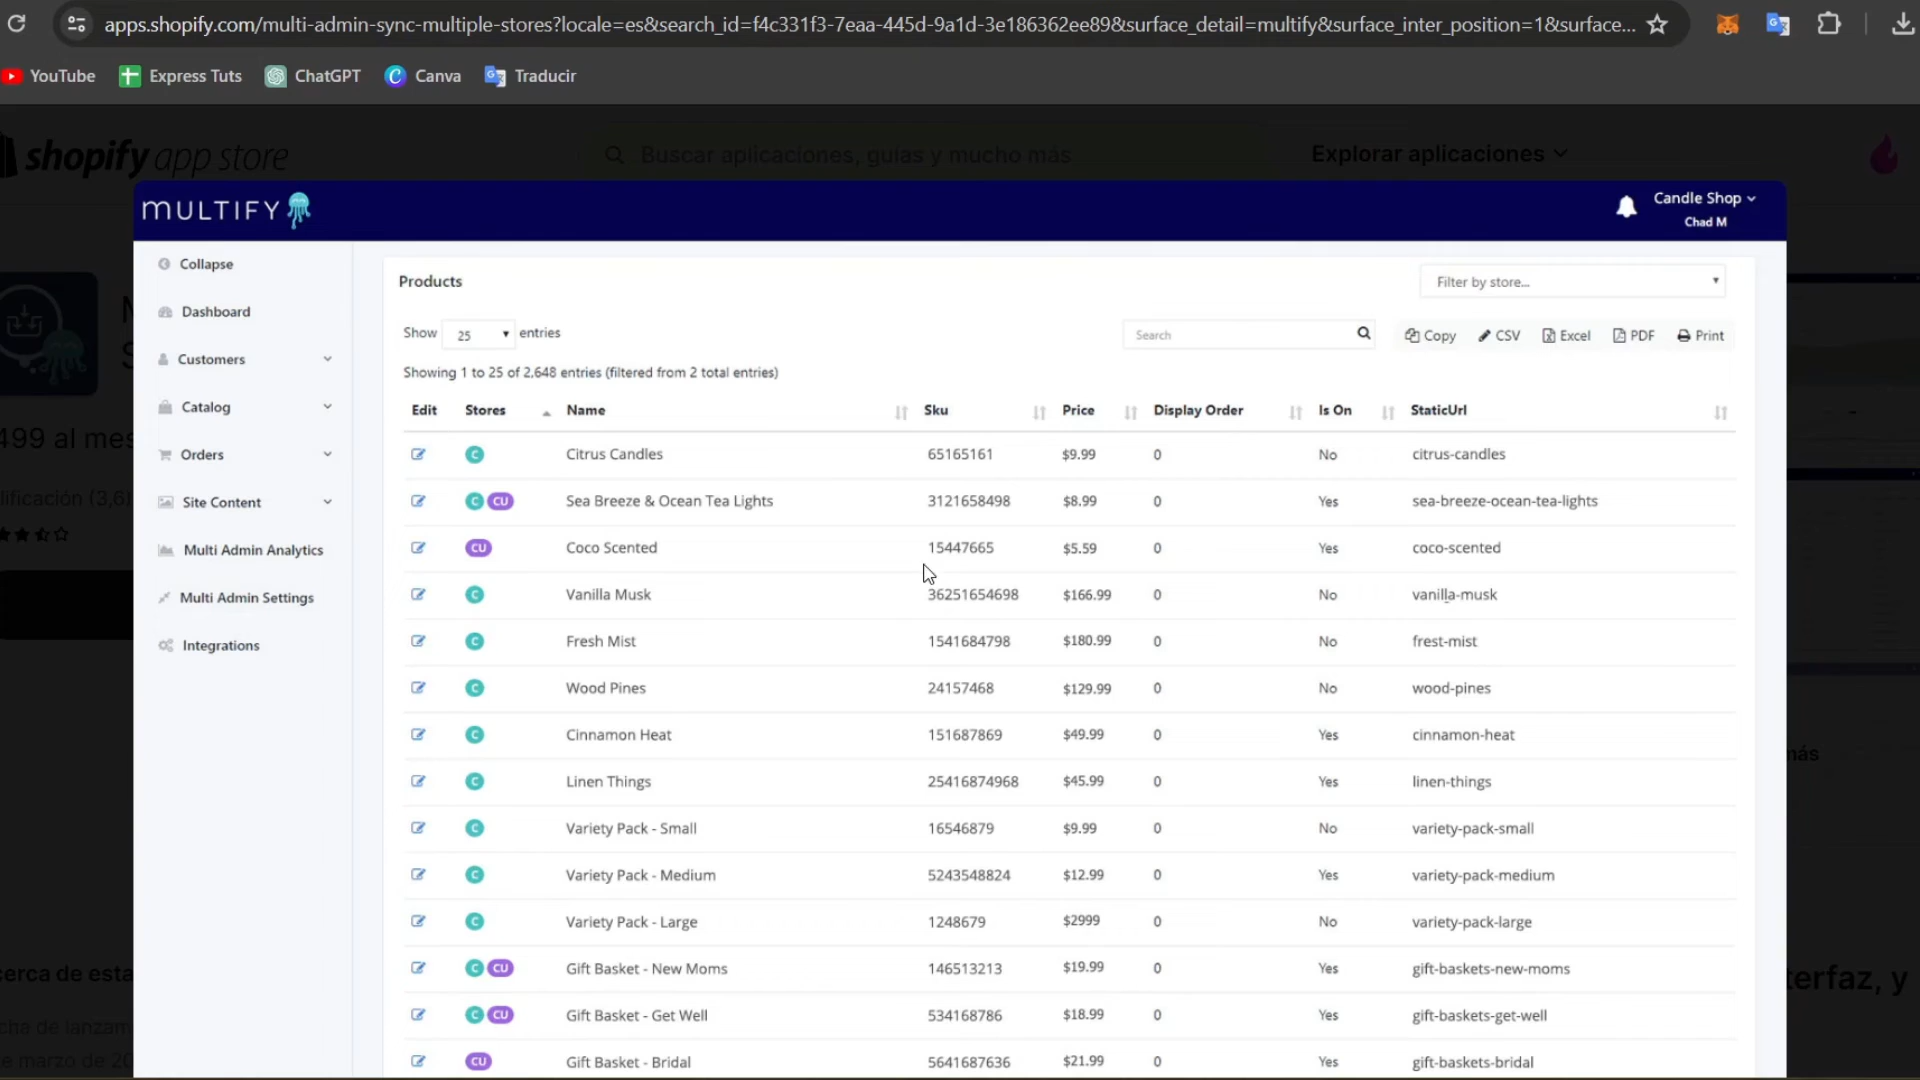 apps.shopify.com/multi-admin-sync-multiple-stores?locale=es&search_id=f4c331f3-7eaa-445d-9a1d-3e186362ee89&surface_detail=multify&surface_inter_position=1&surface...
YouTube Express Tuts ChatGPT Canva Traducir
shopify app store Buscar aplicaciones, guías y mucho más Explorar aplicaciones
MULTIFY Candle Shop
Chad M
Collapse
Dashboard
Customers
Catalog
Orders
Site Content
Multi Admin Analytics
Multi Admin Settings
Integrations
Products Filter by store...
Show 25 entries Search Copy CSV Excel PDF Print
Showing 1 to 25 of 2,648 entries (filtered from 2 total entries)
Edit Stores Name Sku Price Display Order Is On StaticUrl
C Citrus Candles 65165161 $9.99 0 No citrus-candles
C CU Sea Breeze & Ocean Tea Lights 3121658498 $8.99 0 Yes sea-breeze-ocean-tea-lights
CU Coco Scented 15447665 $5.59 0 Yes coco-scented
C Vanilla Musk 36251654698 $166.99 0 No vanilla-musk
C Fresh Mist 1541684798 $180.99 0 No frest-mist
C Wood Pines 24157468 $129.99 0 No wood-pines
C Cinnamon Heat 151687869 $49.99 0 Yes cinnamon-heat
C Linen Things 25416874968 $45.99 0 Yes linen-things
C Variety Pack - Small 16546879 $9.99 0 No variety-pack-small
C Variety Pack - Medium 5243548824 $12.99 0 Yes variety-pack-medium
C Variety Pack - Large 1248679 $2999 0 No variety-pack-large
C CU Gift Basket - New Moms 146513213 $19.99 0 Yes gift-baskets-new-moms
C CU Gift Basket - Get Well 534168786 $18.99 0 Yes gift-baskets-get-well
CU Gift Basket - Bridal 5641687636 $21.99 0 Yes gift-baskets-bridal
499 al mes
lificación (3,6)
más
cerca de esta
terfaz, y
cha de lanzam
e marzo de 20